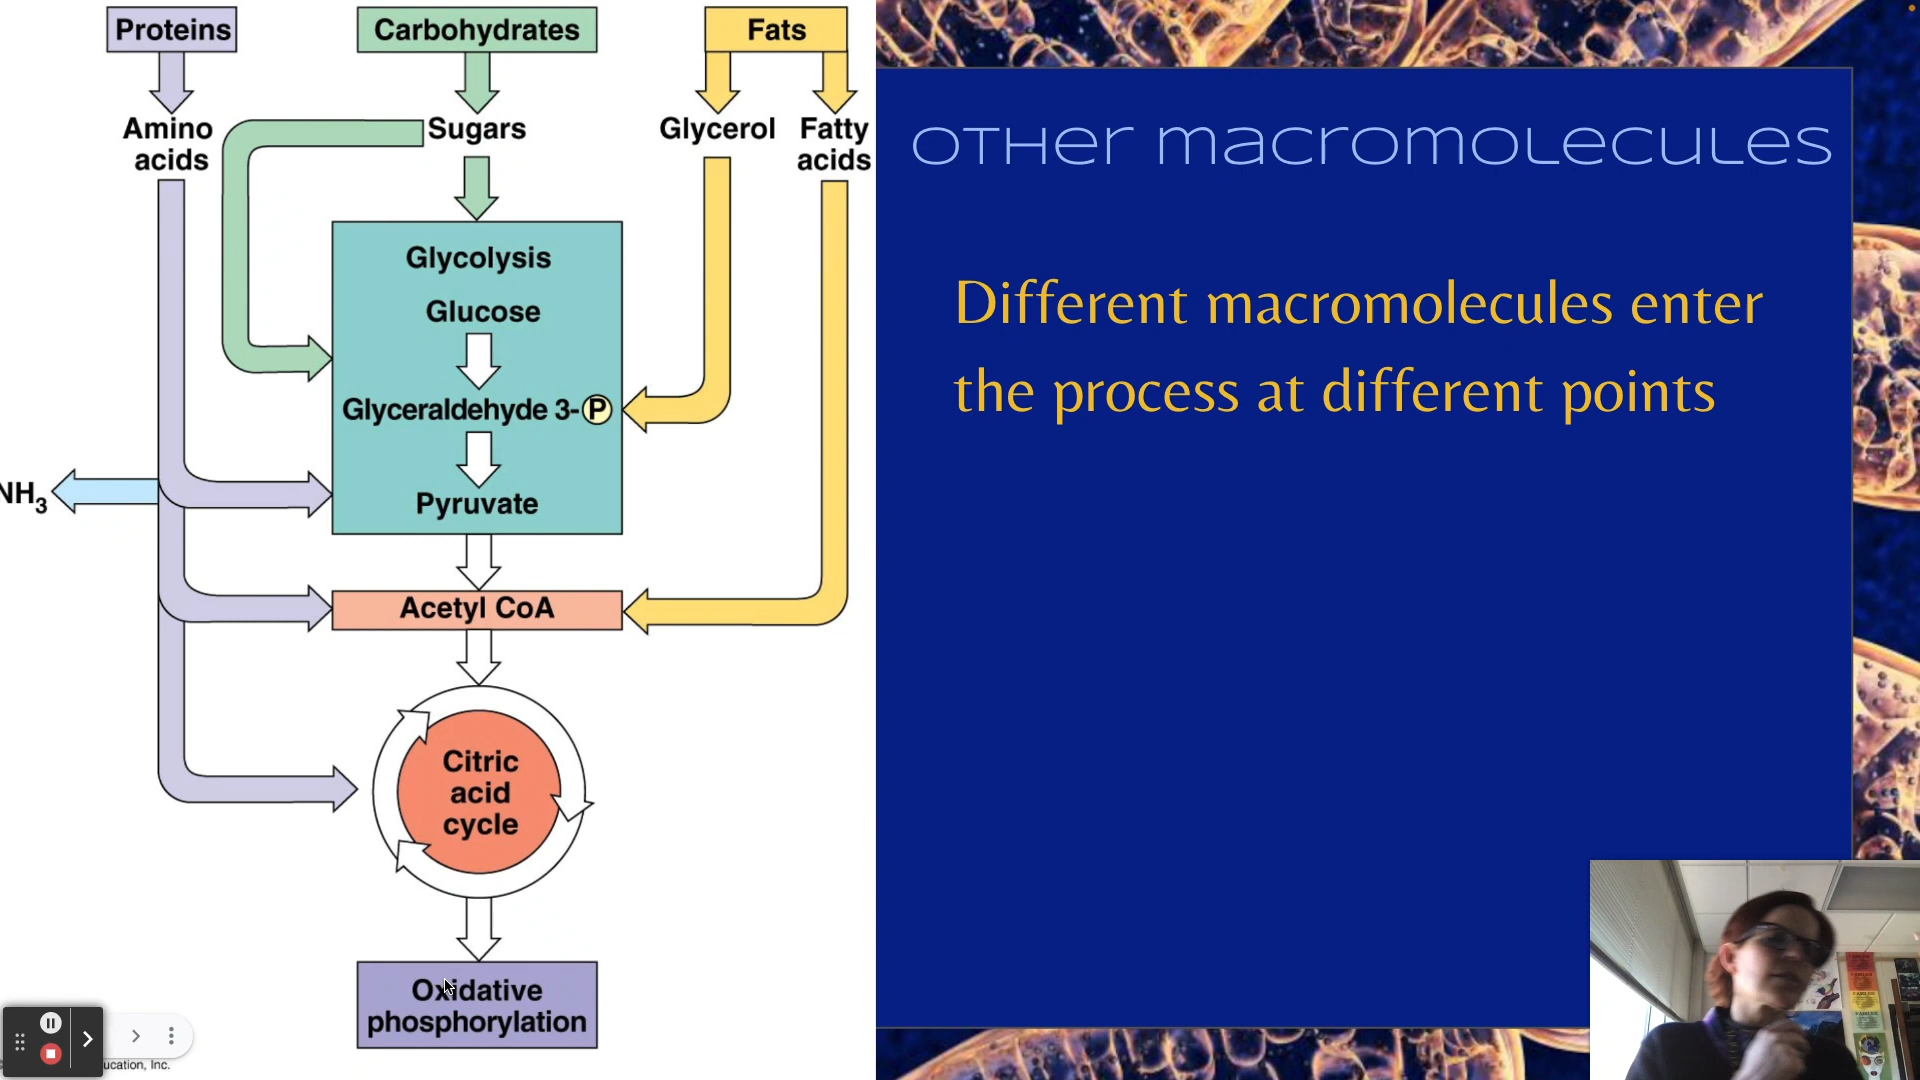 Proteins
Carbohydrates
Fats
Amino
acids
Sugars
Glycerol
Fatty
acids
Glycolysis
Glucose
Glyceraldehyde 3-P
Pyruvate
NH3
Acetyl CoA
Citric
acid
cycle
Oxidative
phosphorylation
ucation, Inc.
OTHer macromolecules
Different macromolecules enter
the process at different points